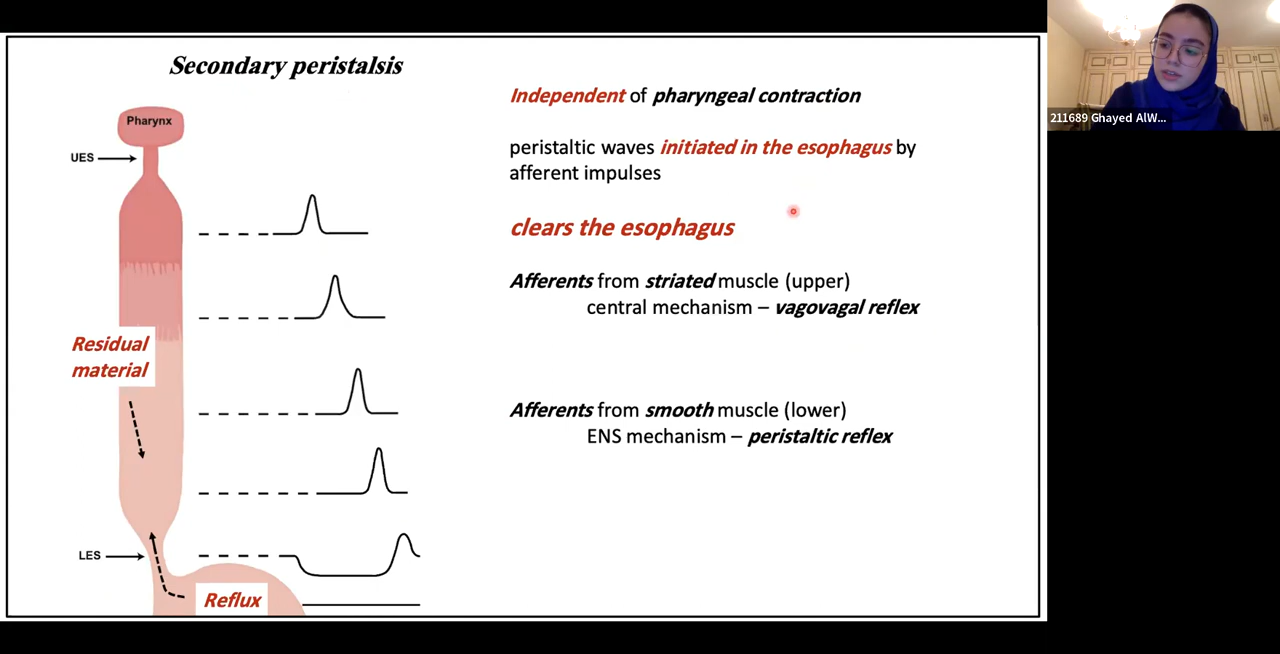 Secondary peristalsis
Pharynx
UES
Residual
material
LES
Reflux
Independent of pharyngeal contraction
peristaltic waves initiated in the esophagus by
afferent impulses
clears the esophagus
Afferents from striated muscle (upper)
central mechanism – vagovagal reflex
Afferents from smooth muscle (lower)
ENS mechanism – peristaltic reflex
211689 Ghayed AlW...